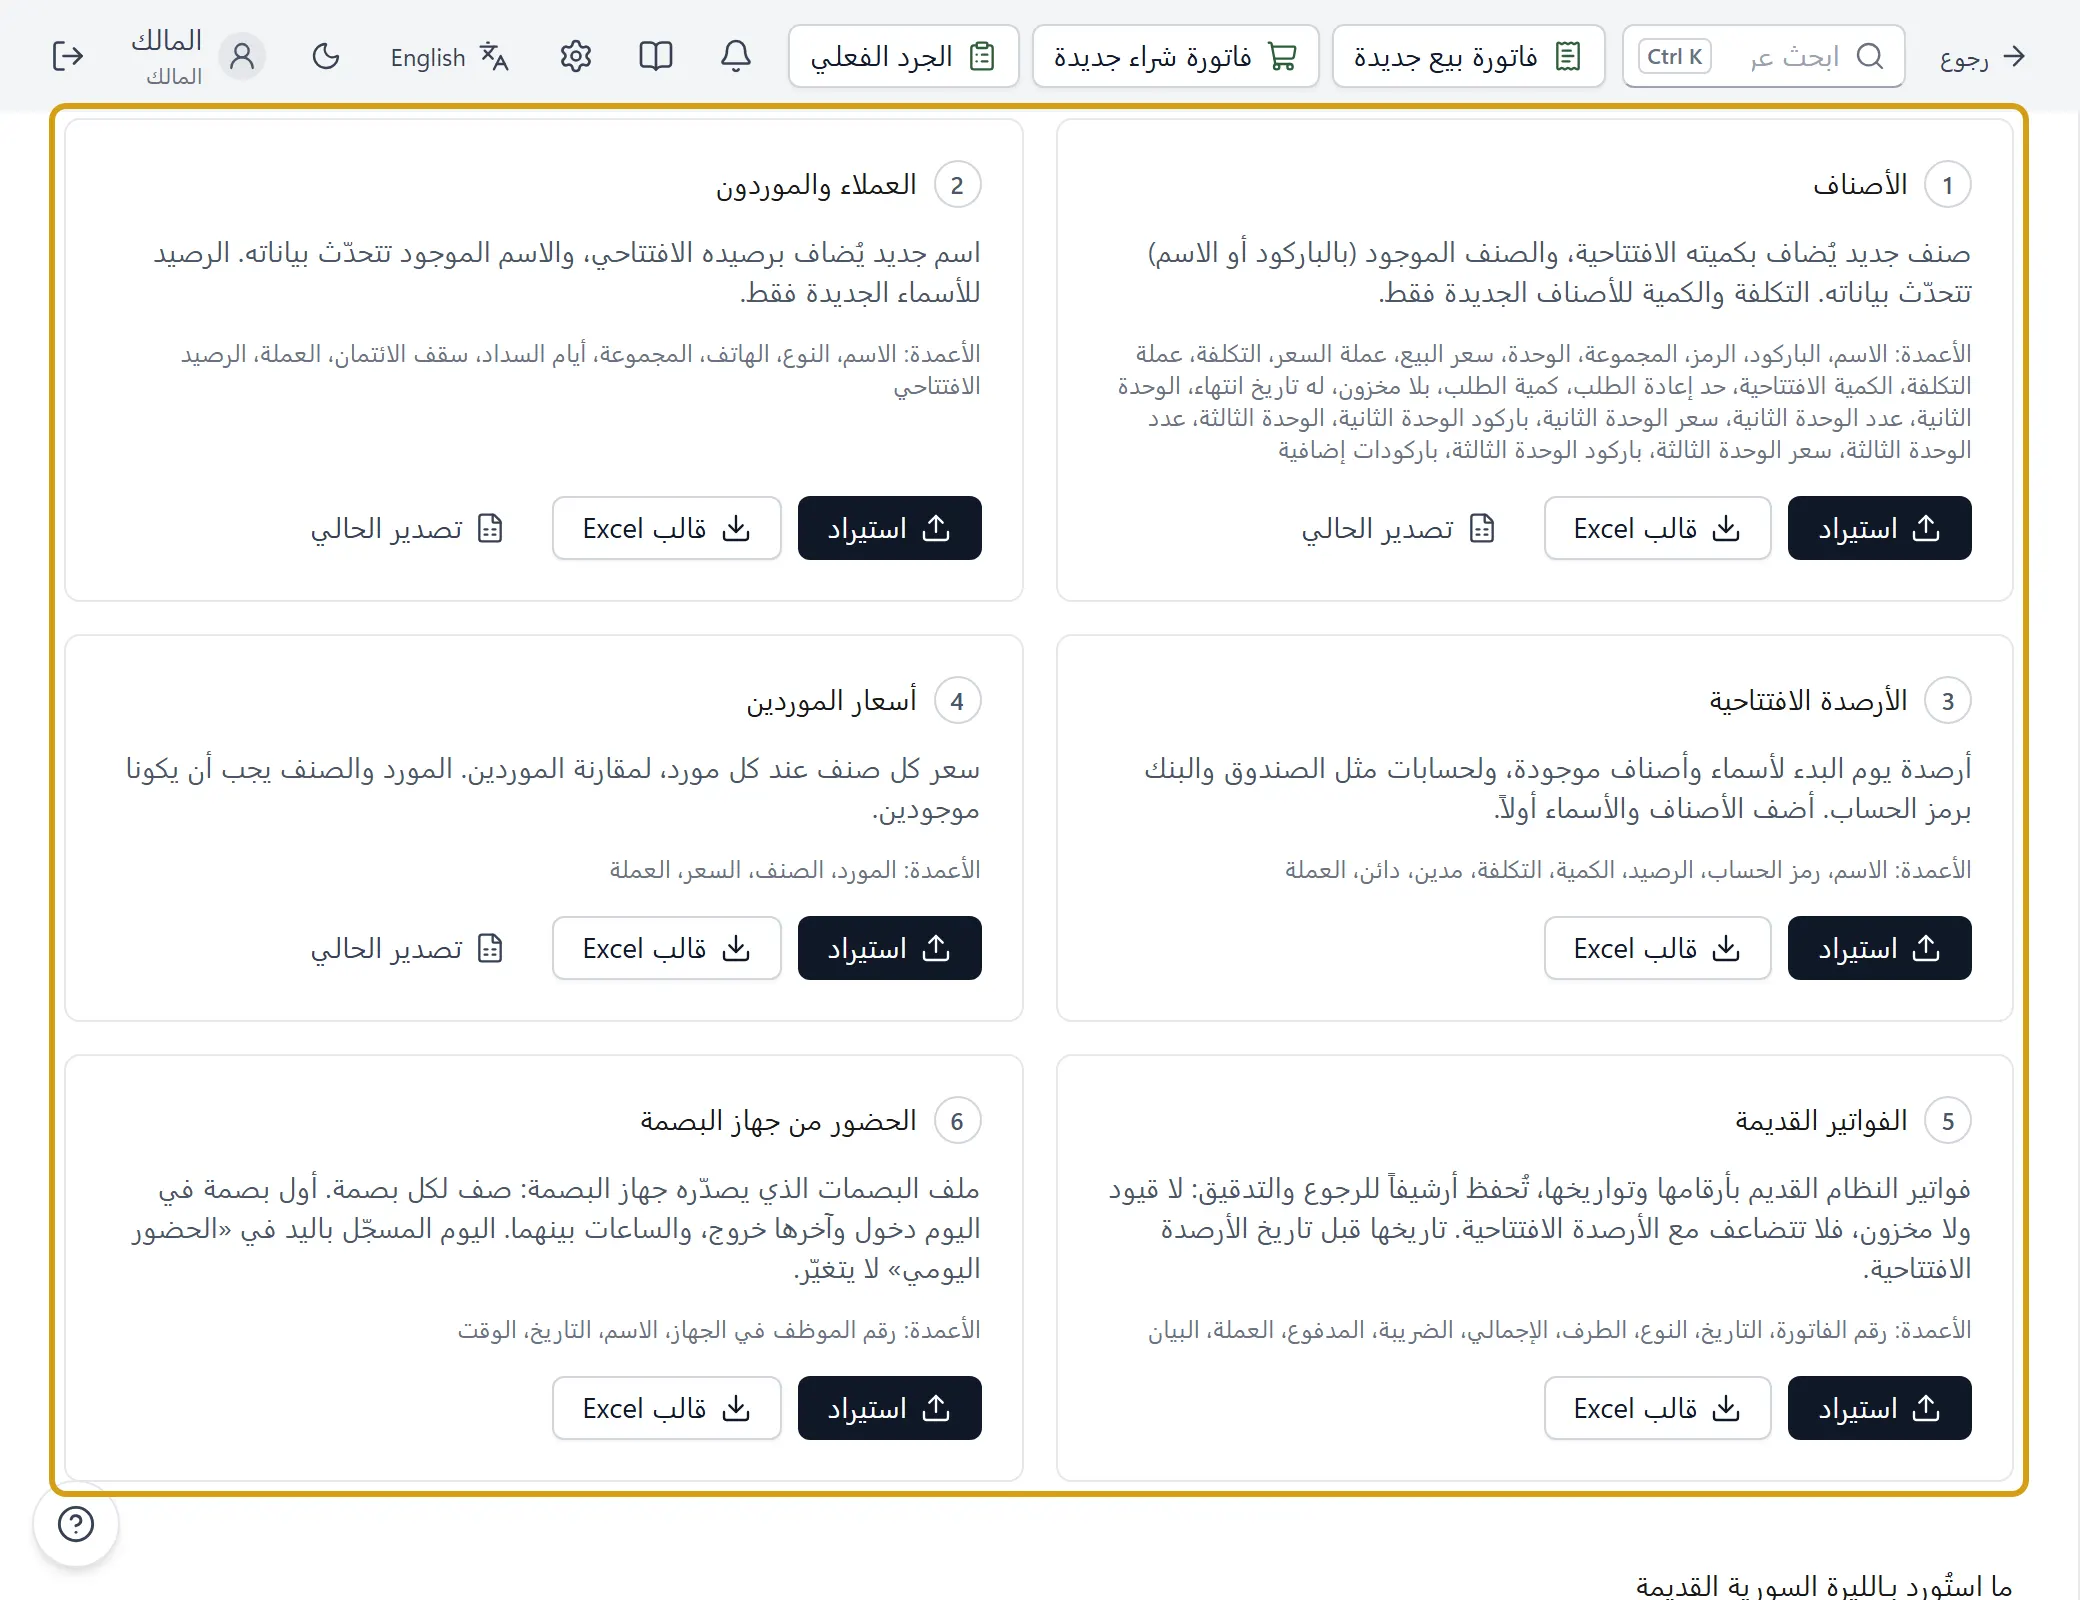 رجوع
ابحث عن Ctrl K
فاتورة بيع جديدة
فاتورة شراء جديدة
الجرد الفعلي
English
المالك
المالك
1 الأصناف
صنف جديد يُضاف بكميته الافتتاحية، والصنف الموجود (بالباركود أو الاسم)
تتحدّث بياناته. التكلفة والكمية للأصناف الجديدة فقط.
الأعمدة: الاسم، الباركود، الرمز، المجموعة، الوحدة، سعر البيع، عملة السعر، التكلفة، عملة
التكلفة، الكمية الافتتاحية، حد إعادة الطلب، كمية الطلب، بلا مخزون، له تاريخ انتهاء، الوحدة
الثانية، عدد الوحدة الثانية، سعر الوحدة الثانية، باركود الوحدة الثانية، الوحدة الثالثة، عدد
الوحدة الثالثة، سعر الوحدة الثالثة، باركود الوحدة الثالثة، باركودات إضافية
استيراد
قالب Excel
تصدير الحالي
2 العملاء والموردون
اسم جديد يُضاف برصيده الافتتاحي، والاسم الموجود تتحدّث بياناته. الرصيد
للأسماء الجديدة فقط.
الأعمدة: الاسم، النوع، الهاتف، المجموعة، أيام السداد، سقف الائتمان، العملة، الرصيد
الافتتاحي
استيراد
قالب Excel
تصدير الحالي
3 الأرصدة الافتتاحية
أرصدة يوم البدء لأسماء وأصناف موجودة، ولحسابات مثل الصندوق والبنك
برمز الحساب. أضف الأصناف والأسماء أولاً.
الأعمدة: الاسم، رمز الحساب، الرصيد، الكمية، التكلفة، مدين، دائن، العملة
استيراد
قالب Excel
4 أسعار الموردين
سعر كل صنف عند كل مورد، لمقارنة الموردين. المورد والصنف يجب أن يكونا
موجودين.
الأعمدة: المورد، الصنف، السعر، العملة
استيراد
قالب Excel
تصدير الحالي
5 الفواتير القديمة
فواتير النظام القديم بأرقامها وتواريخها، تُحفظ أرشيفاً للرجوع والتدقيق: لا قيود
ولا مخزون، فلا تتضاعف مع الأرصدة الافتتاحية. تاريخها قبل تاريخ الأرصدة
الافتتاحية.
الأعمدة: رقم الفاتورة، التاريخ، النوع، الطرف، الإجمالي، الضريبة، المدفوع، العملة، البيان
استيراد
قالب Excel
6 الحضور من جهاز البصمة
ملف البصمات الذي يصدّره جهاز البصمة: صف لكل بصمة. أول بصمة في
اليوم دخول وآخرها خروج، والساعات بينهما. اليوم المسجّل باليد في «الحضور
اليومي» لا يتغيّر.
الأعمدة: رقم الموظف في الجهاز، الاسم، التاريخ، الوقت
استيراد
قالب Excel
ما استُورد بالليرة السورية القديمة